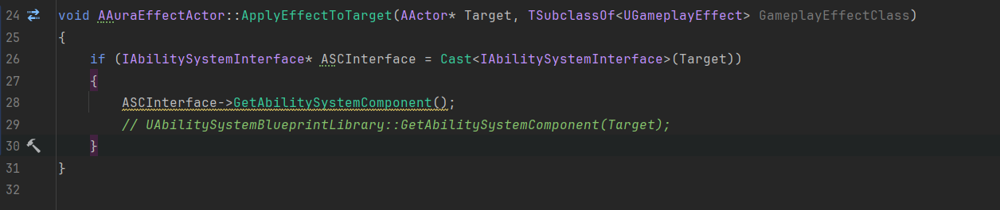 24 void AAuraEffectActor::ApplyEffectToTarget(AActor* Target, TSubclassOf<UGameplayEffect> GameplayEffectClass)
25 {
26 if (IAbilitySystemInterface* ASCInterface = Cast<IAbilitySystemInterface>(Target))
27 {
28 ASCInterface->GetAbilitySystemComponent();
29 // UAbilitySystemBlueprintLibrary::GetAbilitySystemComponent(Target);
30 }
31 }
32